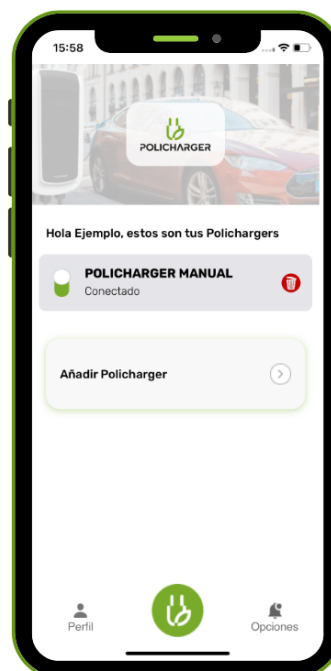 15:58
POLICHARGER
Hola Ejemplo, estos son tus Polichargers
POLICHARGER MANUAL
Conectado
Añadir Policharger
Perfil
Opciones